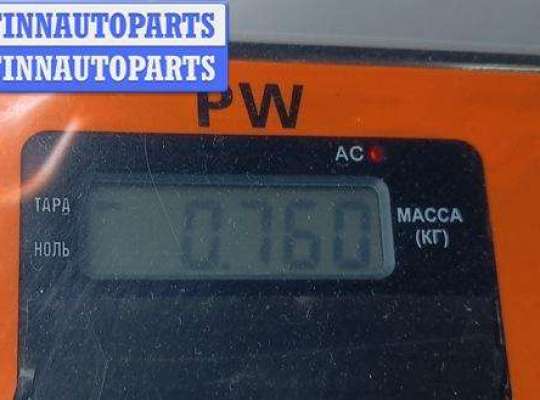 FINNAUTOPARTS
FINNAUTOPARTS
PW
AC
ТАРА
НОЛЬ
0.760
МАССА
(КГ)